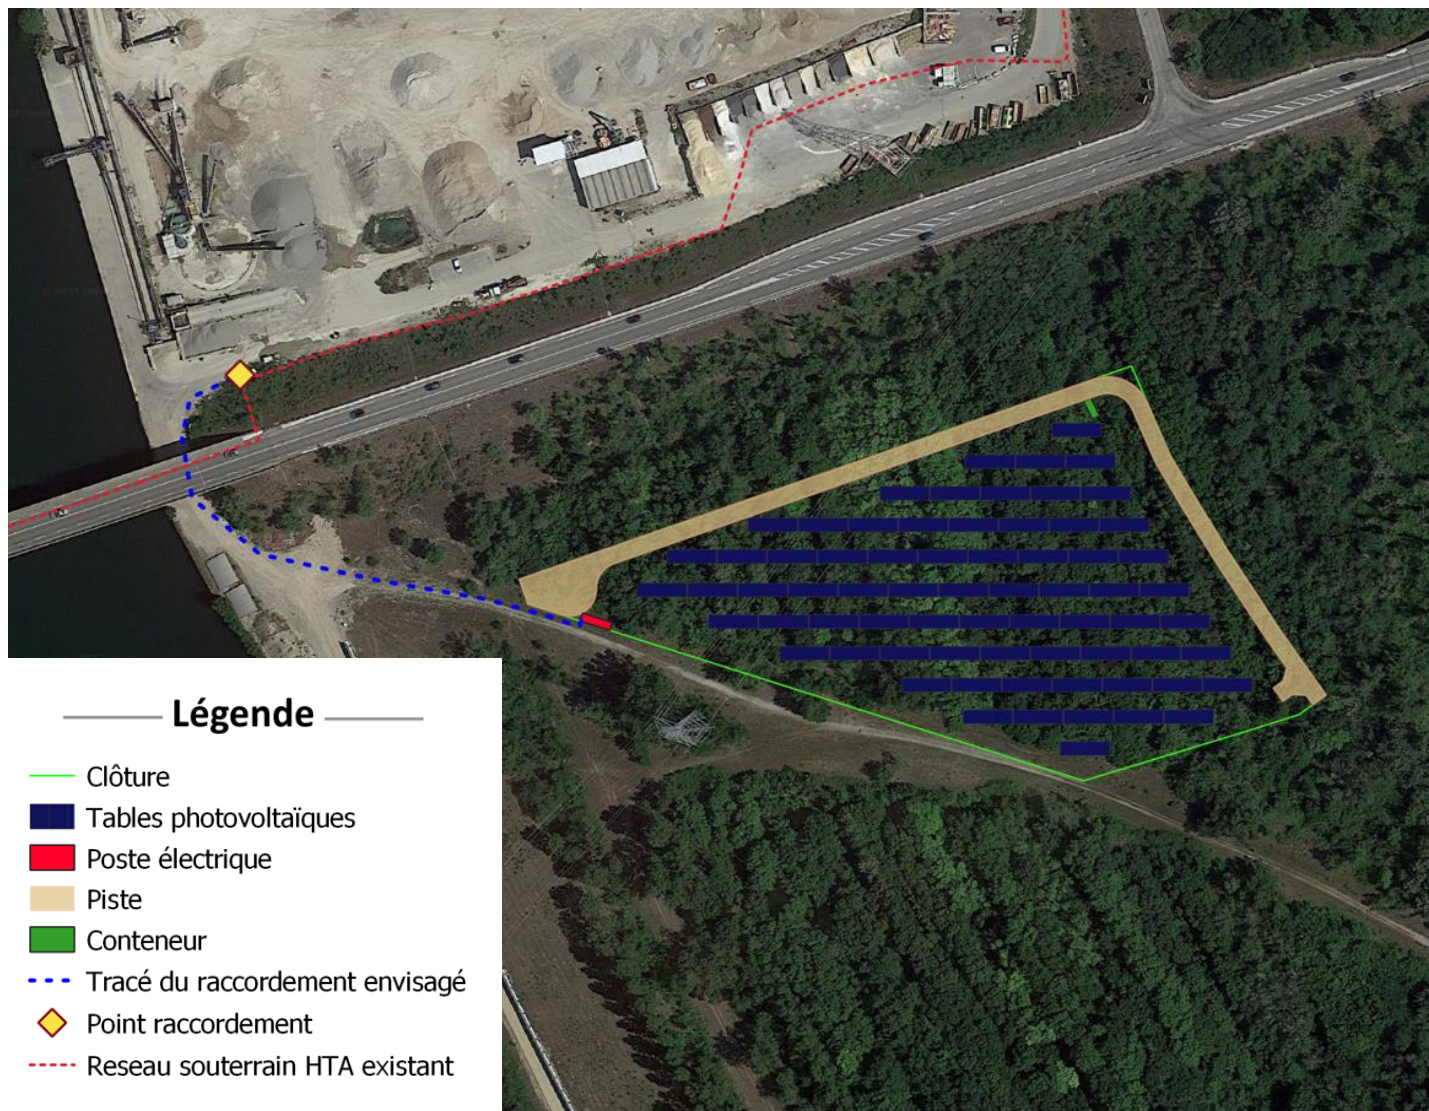 Légende
Clôture
Tables photovoltaïques
Poste électrique
Piste
Conteneur
Tracé du raccordement envisagé
Point raccordement
Reseau souterrain HTA existant